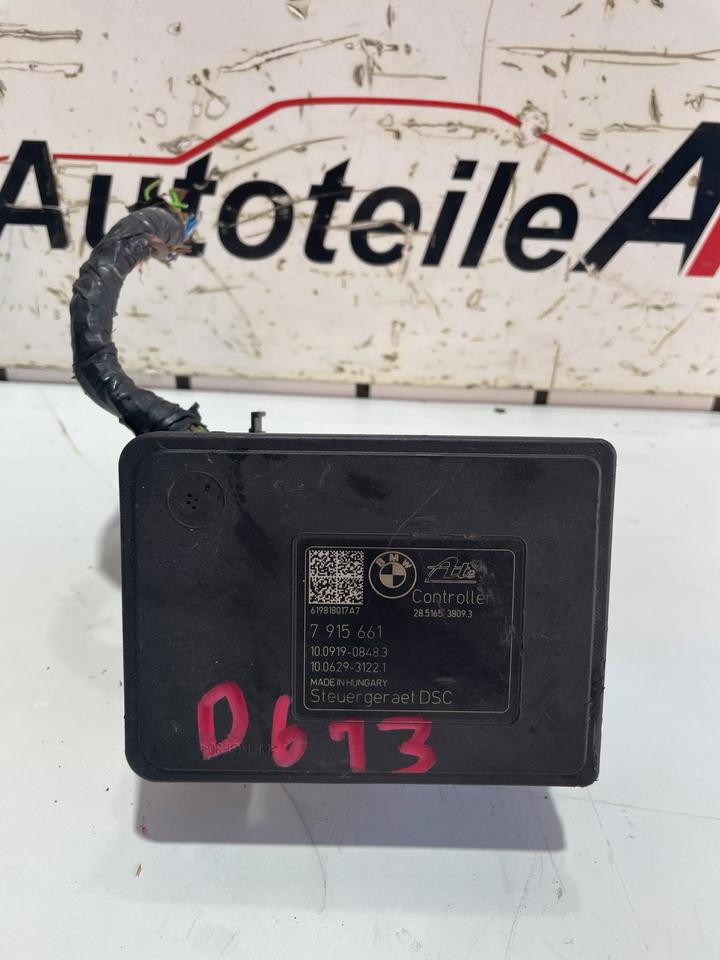 AutoteileA
BMW
Ate
Controller
619818017A7
28.5165-3809.3
7 915 661
10.0919-0848.3
10.0629-3122.1
MADE IN HUNGARY
Steuergeraet DSC
D673